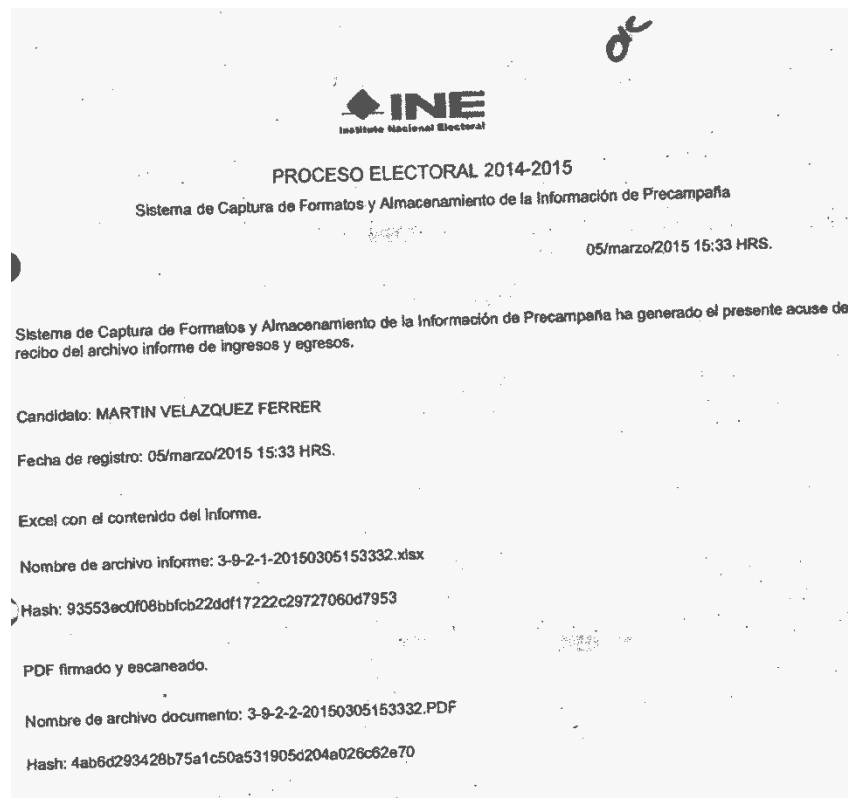 OK
INE
Instituto Nacional Electoral
PROCESO ELECTORAL 2014-2015
Sistema de Captura de Formatos y Almacenamiento de la Información de Precampaña
05/marzo/2015 15:33 HRS.
Sistema de Captura de Formatos y Almacenamiento de la Información de Precampaña ha generado el presente acuse de
recibo del archivo informe de ingresos y egresos.
Candidato: MARTIN VELAZQUEZ FERRER
Fecha de registro: 05/marzo/2015 15:33 HRS.
Excel con el contenido del informe.
Nombre de archivo informe: 3-9-2-1-20150305153332.xlsx
Hash: 93553ec0f08bbfcb22ddf17222c29727060d7953
PDF firmado y escaneado.
Nombre de archivo documento: 3-9-2-2-20150305153332.PDF
Hash: 4ab6d293428b75a1c50a531905d204a026c62e70